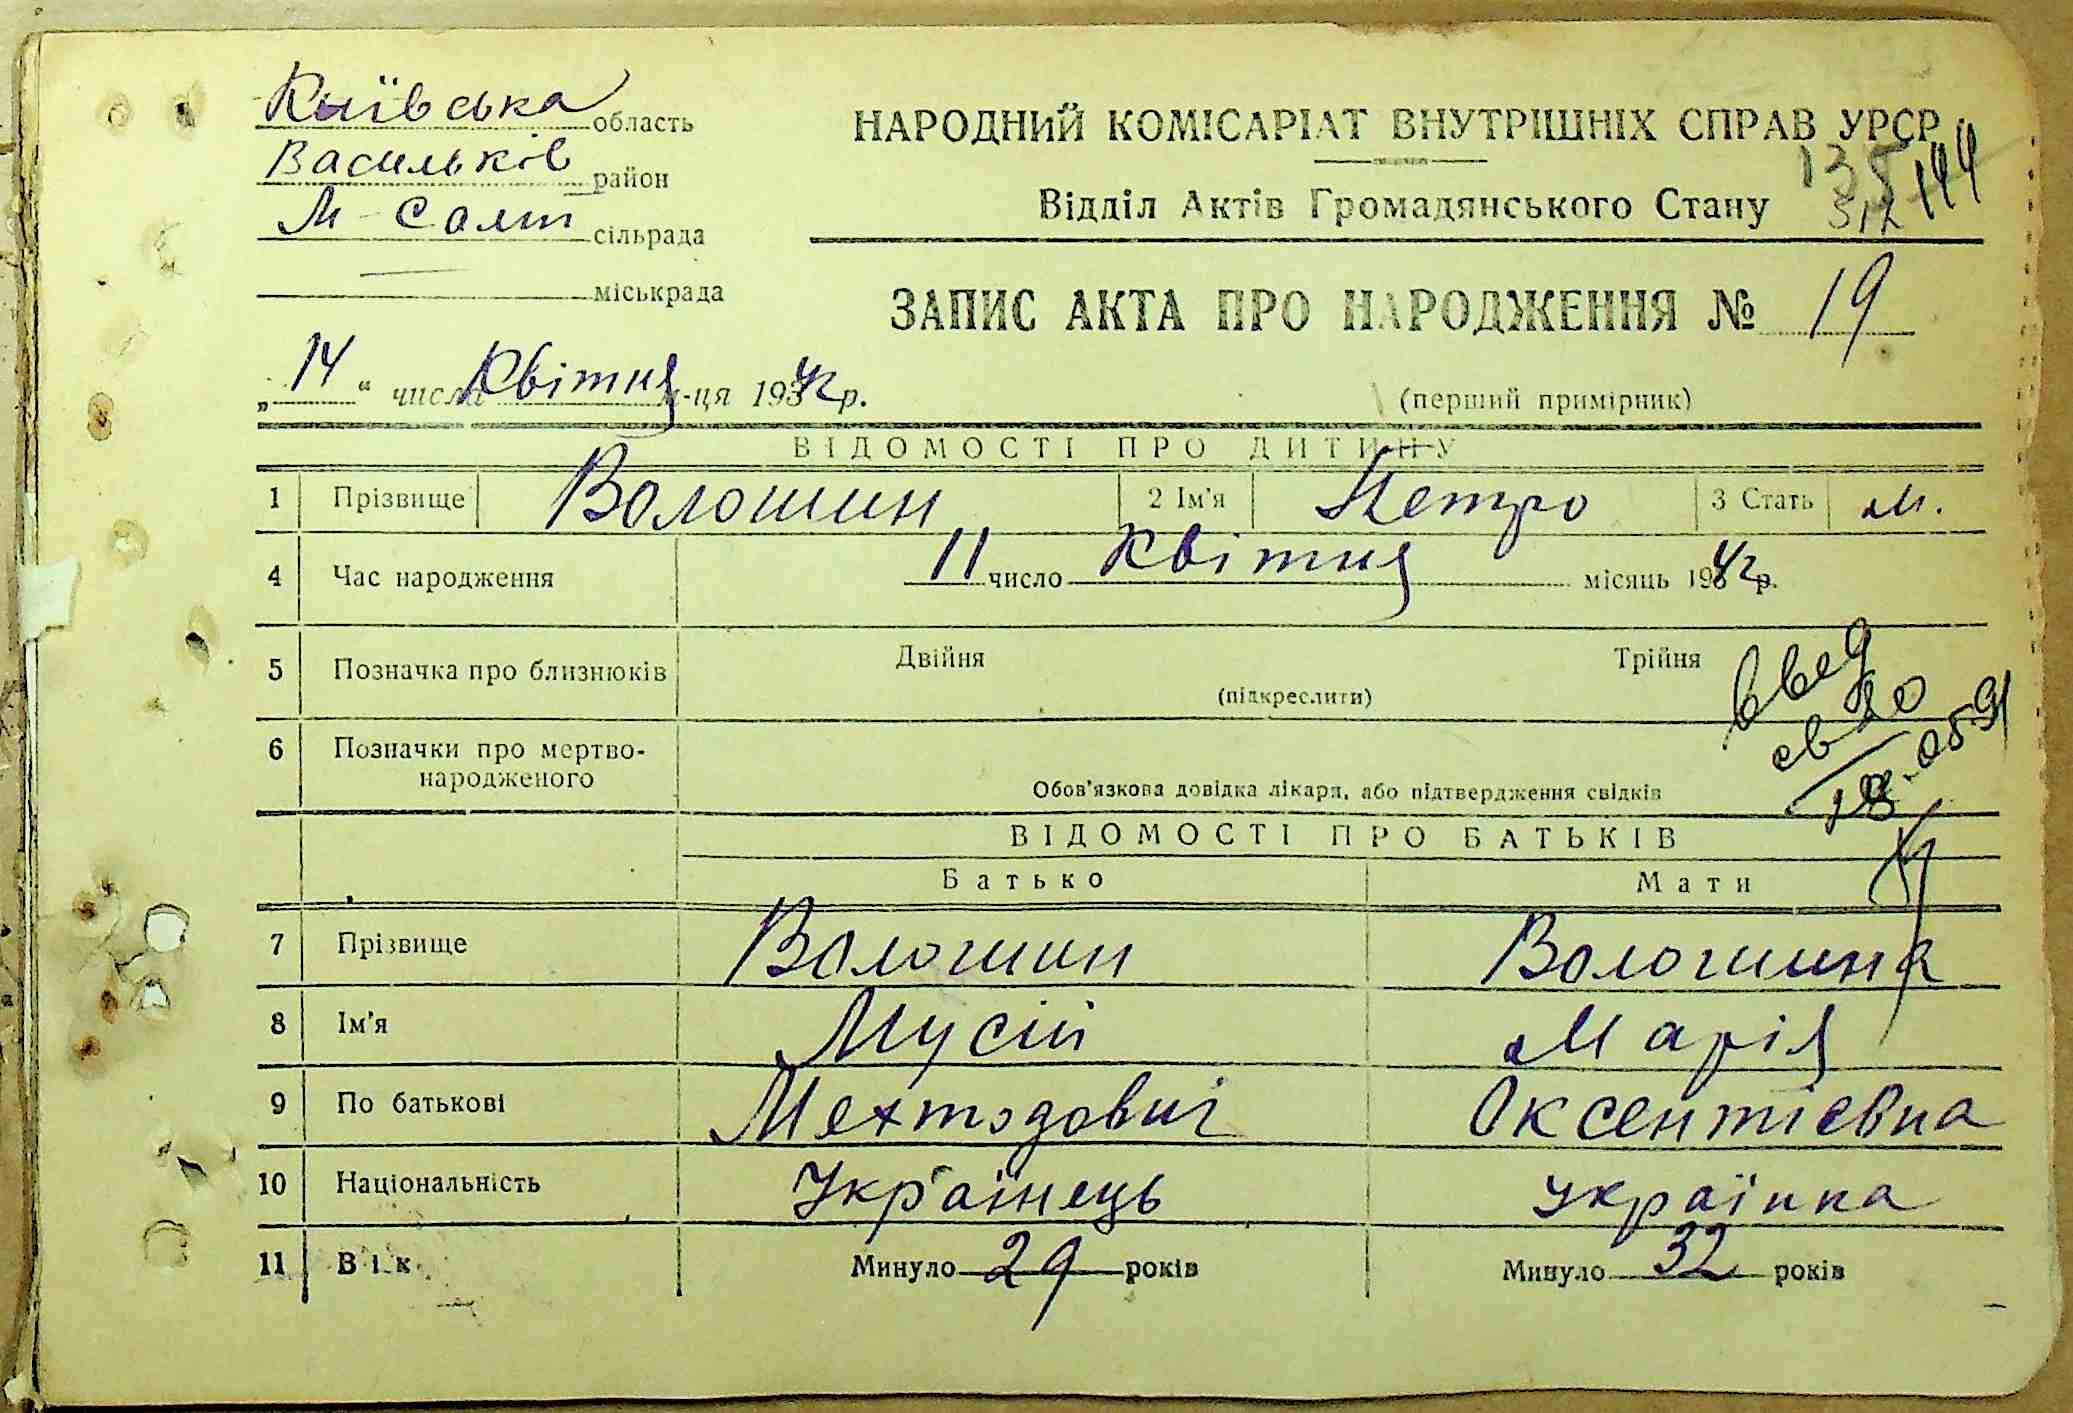 Київська область
Васильків район
М-Солт сільрада
міськрада
НАРОДНИЙ КОМІСАРІАТ ВНУТРІШНІХ СПРАВ УРСР
Відділ Актів Громадянського Стану
135 144
ЗАПИС АКТА ПРО НАРОДЖЕННЯ № 19
„14“ числа Квітня м-ця 1942 р.
(перший примірник)
ВІДОМОСТІ ПРО ДИТИНУ
1 Прізвище Волошин 2 Ім'я Петро 3 Стать м.
4 Час народження 11 число Квітня місяць 1942 р.
5 Позначка про близнюків Двійня Трійня
(підкреслити)
6 Позначки про мертво-
народженого
Обов'язкова довідка лікаря, або підтвердження свідків
ВІДОМОСТІ ПРО БАТЬКІВ
Батько Мати
7 Прізвище Волошин Волошина
8 Ім'я Мусій Марія
9 По батькові Мехтодович Оксентієвна
10 Національність Українець Українка
11 Вік Минуло 29 років Минуло 32 років